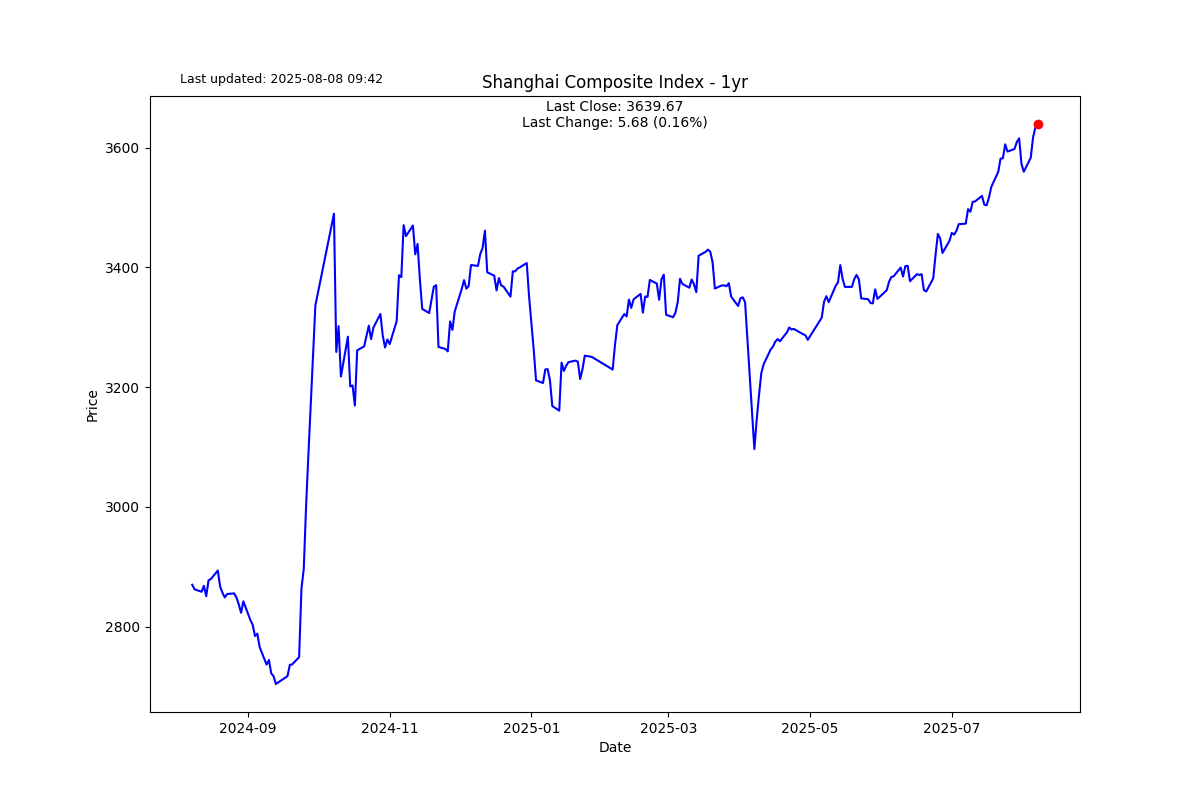 Last updated: 2025-08-08 09:42
Shanghai Composite Index - 1yr
Last Close: 3639.67
Last Change: 5.68 (0.16%)
3600
3400
3200
3000
2800
Price
2024-09
2024-11
2025-01
2025-03
2025-05
2025-07
Date